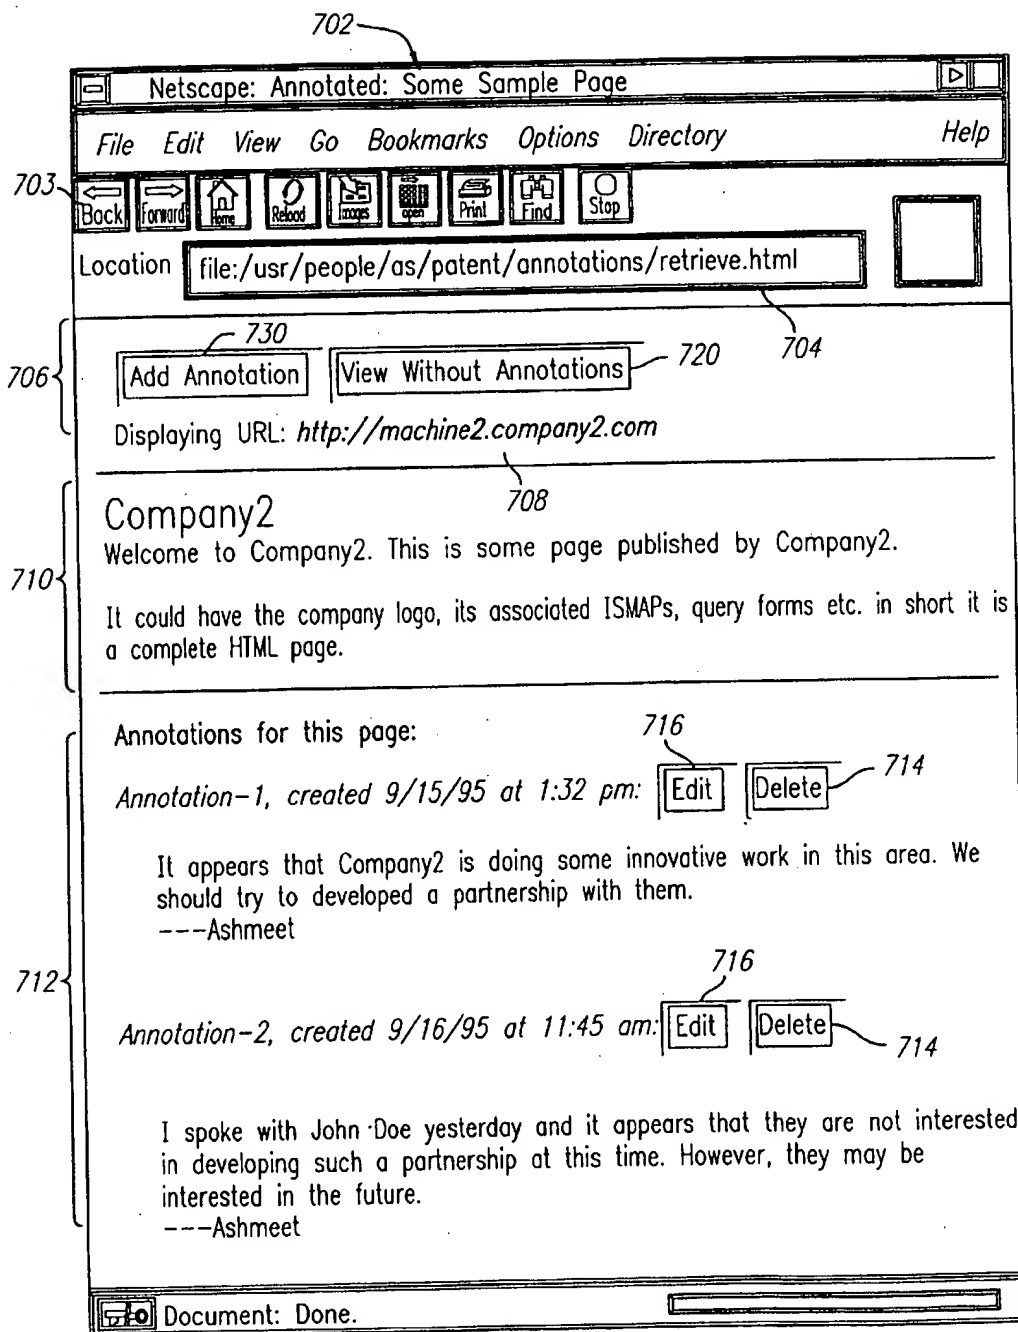 702
Netscape: Annotated: Some Sample Page
File Edit View Go Bookmarks Options Directory Help
703
Back Forward Home Reload Images open Print Find Stop
Location file:/usr/people/as/patent/annotations/retrieve.html
704
706
730
Add Annotation View Without Annotations 720
Displaying URL: http://machine2.company2.com
708
710
Company2
Welcome to Company2. This is some page published by Company2.
It could have the company logo, its associated ISMAPs, query forms etc. in short it is
a complete HTML page.
712
Annotations for this page:
716
Annotation-1, created 9/15/95 at 1:32 pm: Edit Delete 714
It appears that Company2 is doing some innovative work in this area. We
should try to developed a partnership with them.
---Ashmeet
716
Annotation-2, created 9/16/95 at 11:45 am: Edit Delete 714
I spoke with John Doe yesterday and it appears that they are not interested
in developing such a partnership at this time. However, they may be
interested in the future.
---Ashmeet
Document: Done.